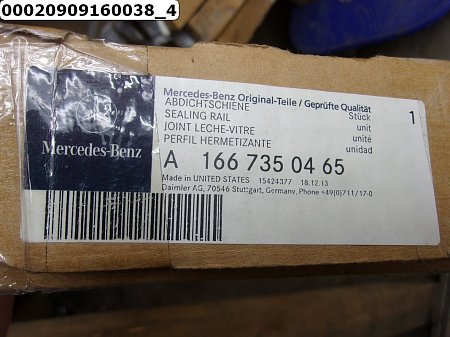 00020909160038_4
Mercedes-Benz
Mercedes-Benz Original-Teile / Geprüfte Qualität
ABDICHTSCHIENE Stück 1
SEALING RAIL unit
JOINT LECHE-VITRE unité
PERFIL HERMETIZANTE unidad
A 166 735 04 65
Made in UNITED STATES 15424377 18.12.13
Daimler AG, 70546 Stuttgart, Germany, Phone +49(0)711/17-0